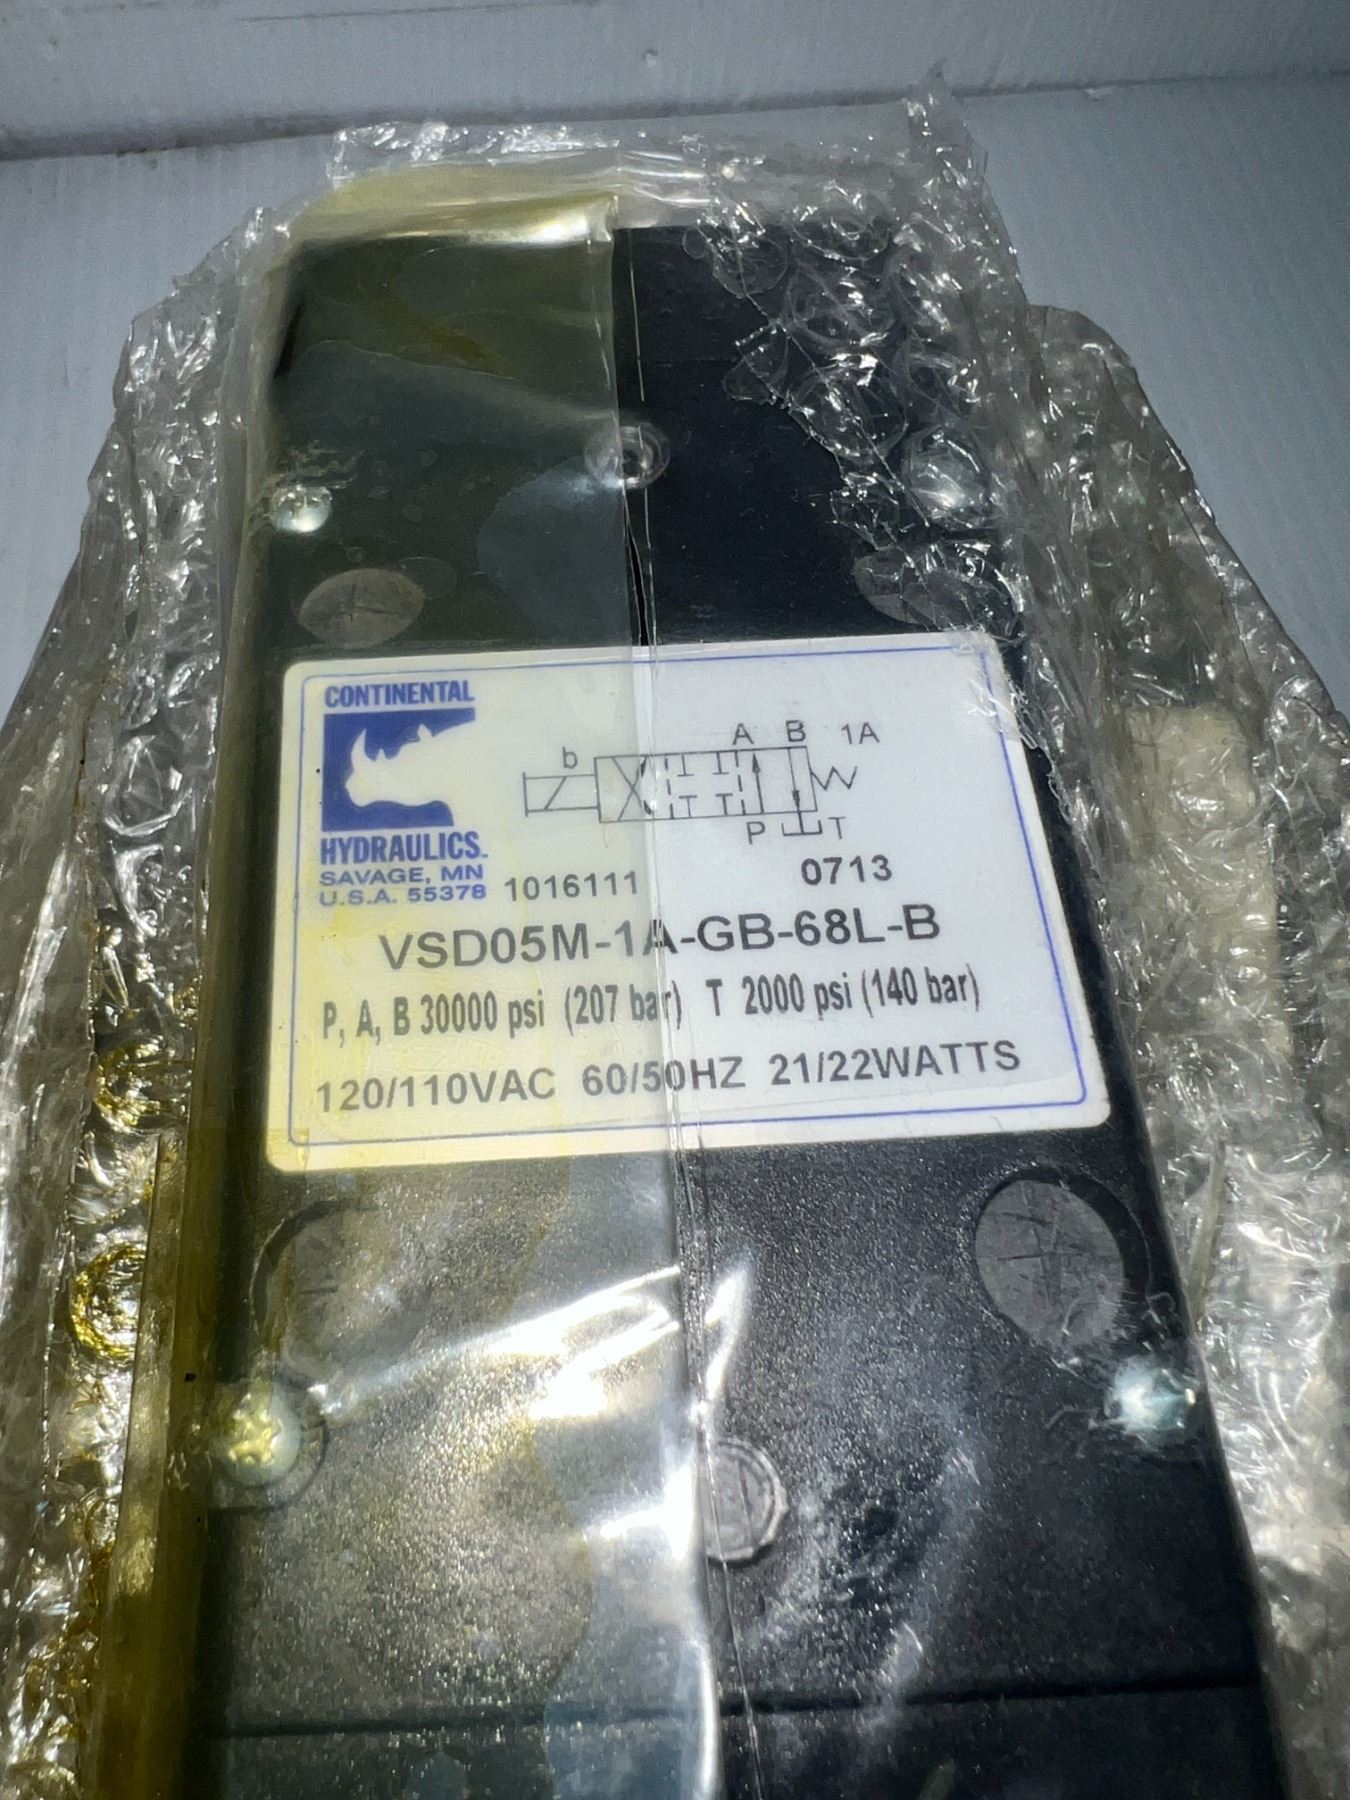 CONTINENTAL
HYDRAULICS
SAVAGE, MN
U.S.A. 55378
b A B 1A
P T
1016111 0713
VSD05M-1A-GB-68L-B
P, A, B 30000 psi (207 bar) T 2000 psi (140 bar)
120/110VAC 60/50HZ 21/22WATTS